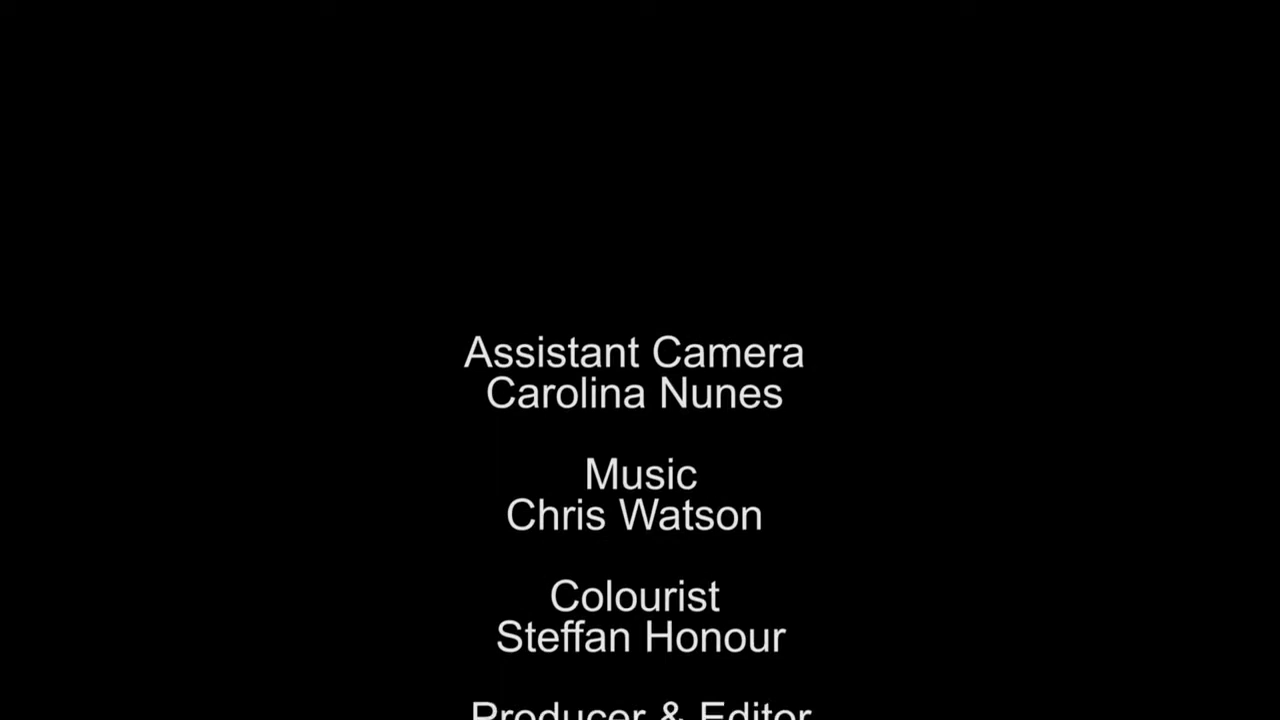 Assistant Camera
Carolina Nunes
Music
Chris Watson
Colourist
Steffan Honour
Producer & Editor